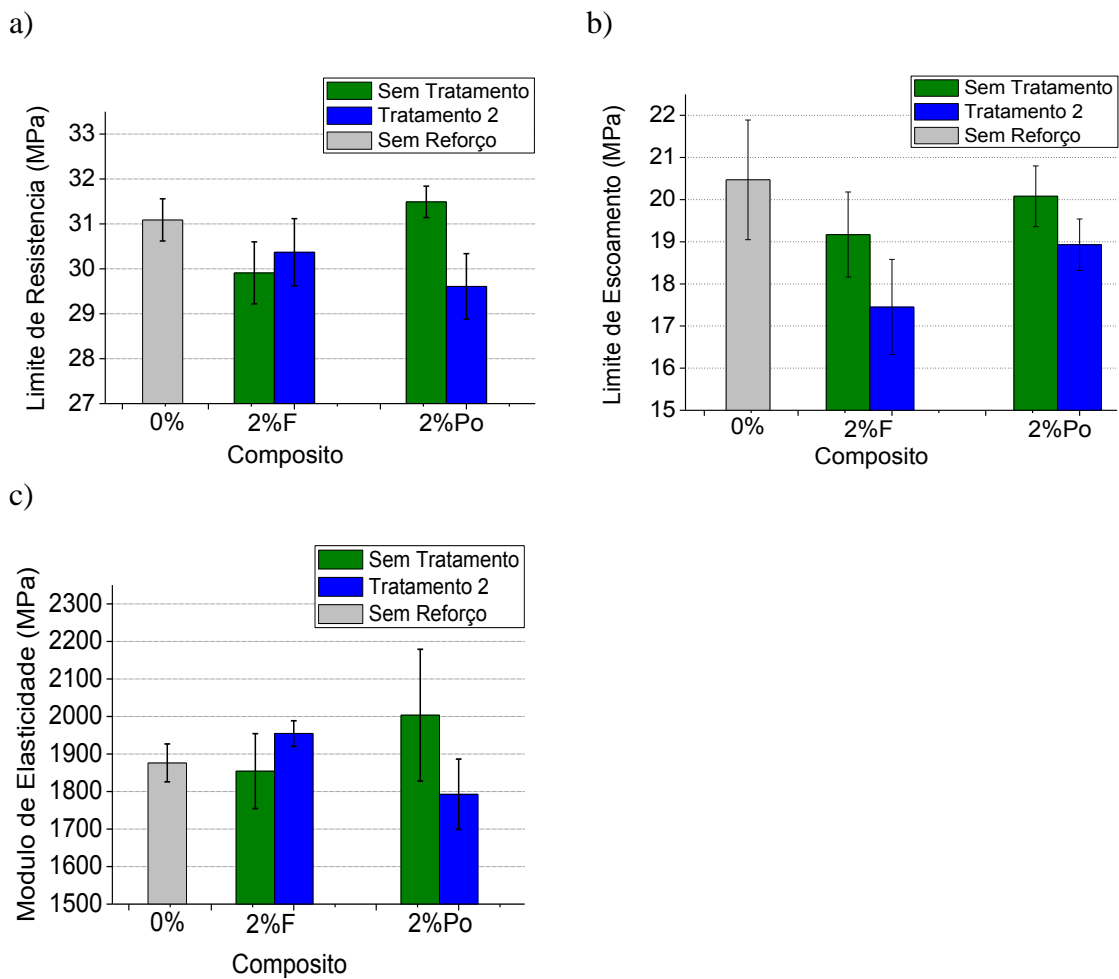 a)
Sem Tratamento
Tratamento 2
Sem Reforço
Limite de Resistencia (MPa)
33
32
31
30
29
28
27
0% 2%F 2%Po
Composito
b)
Sem Tratamento
Tratamento 2
Sem Reforço
Limite de Escoamento (MPa)
22
21
20
19
18
17
16
15
0% 2%F 2%Po
Composito
c)
Sem Tratamento
Tratamento 2
Sem Reforço
Modulo de Elasticidade (MPa)
2300
2200
2100
2000
1900
1800
1700
1600
1500
0% 2%F 2%Po
Composito